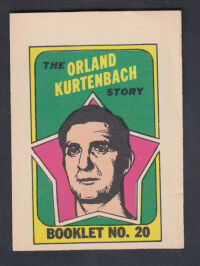 THE ORLAND
KURTENBACH
STORY
BOOKLET NO. 20